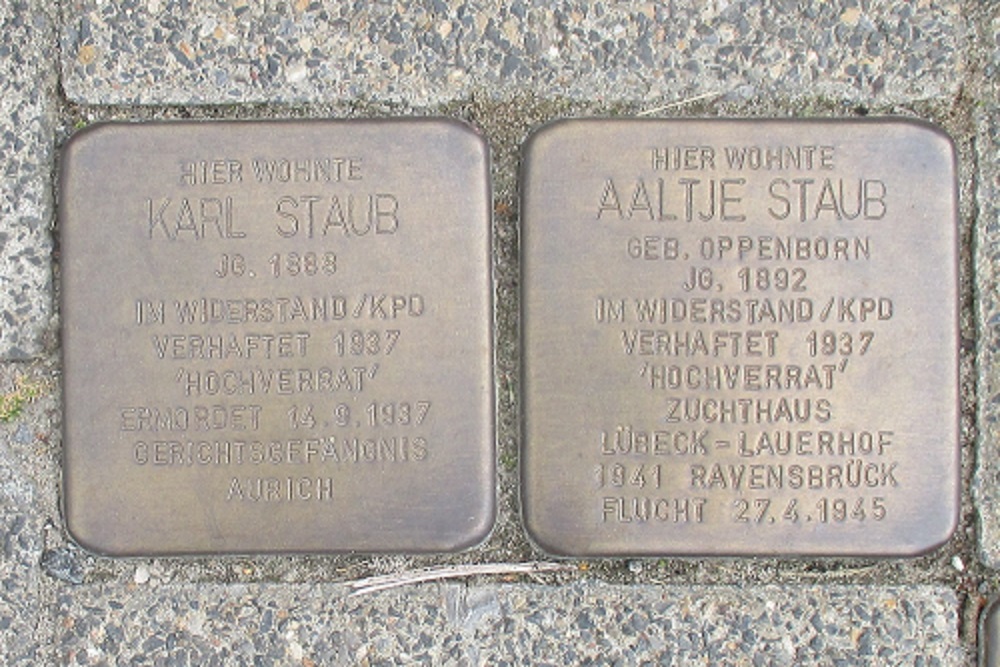 HIER WOHNTE
KARL STAUB
JG. 1888
IM WIDERSTAND/KPD
VERHAFTET 1937
'HOCHVERRAT'
ERMORDET 14.9.1937
GERICHTSGEFÄNGNIS
AURICH
HIER WOHNTE
AALTJE STAUB
GEB. OPPENBORN
JG. 1892
IM WIDERSTAND/KPD
VERHAFTET 1937
'HOCHVERRAT'
ZUCHTHAUS
LÜBECK-LAUERHOF
1941 RAVENSBRÜCK
FLUCHT 27.4.1945